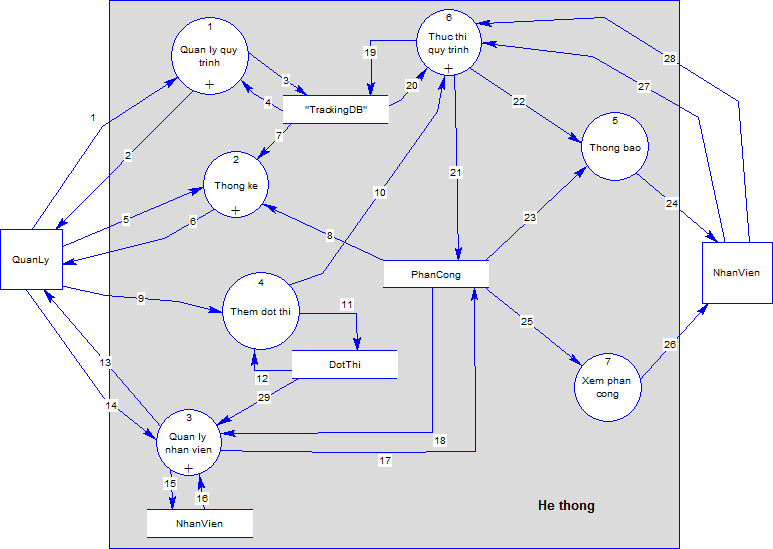 1
Quan ly quy
trinh
+
6
Thuc thi
quy trinh
+
28
19
3
27
20
"TrackingDB"
4
22
1
5
Thong bao
7
2
2
Thong ke
+
21
10
24
5
6
23
8
QuanLy
PhanCong
NhanVien
4
Them dot thi
9
11
25
26
13
DotThi
7
Xem phan
cong
12
29
14
3
Quan ly
nhan vien
+
18
17
15
16
He thong
NhanVien